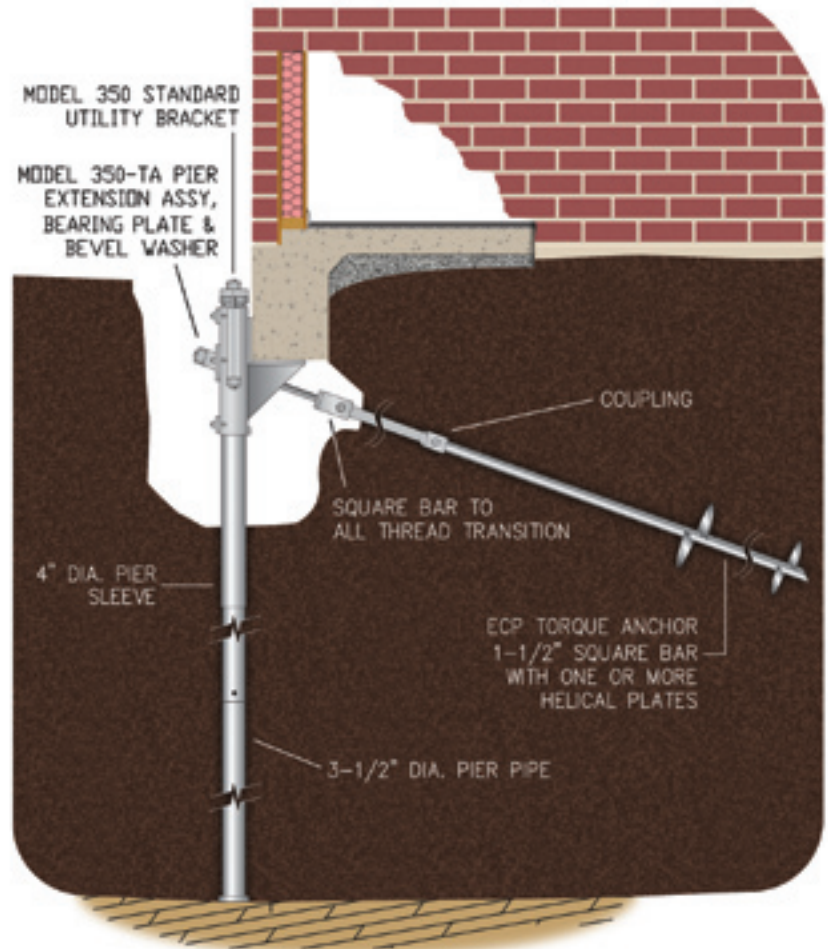 MODEL 350 STANDARD
UTILITY BRACKET
MODEL 350-TA PIER
EXTENSION ASSY,
BEARING PLATE &
BEVEL WASHER
COUPLING
SQUARE BAR TO
ALL THREAD TRANSITION
4" DIA. PIER
SLEEVE
ECP TORQUE ANCHOR
1-1/2" SQUARE BAR
WITH ONE OR MORE
HELICAL PLATES
3-1/2" DIA. PIER PIPE